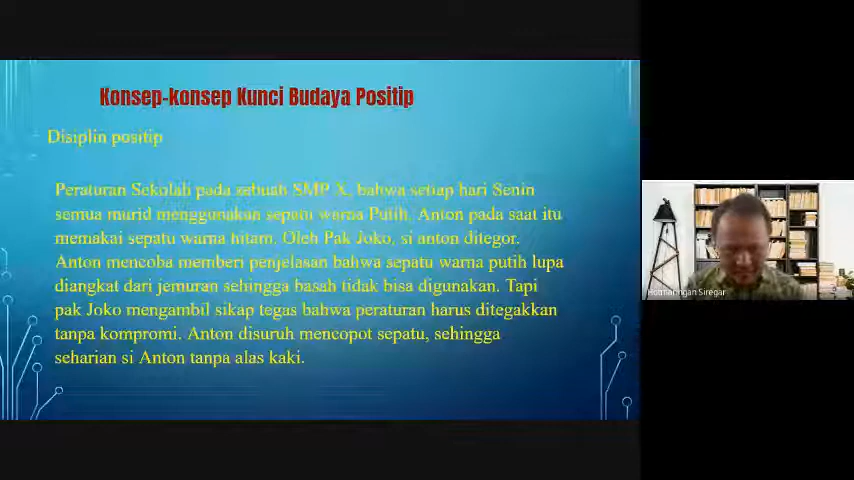 Konsep-konsep Kunci Budaya Positip
Disiplin positip
Peraturan Sekolah pada sebuah SMP X, bahwa setiap hari Senin
semua murid menggunakan sepatu warna Putih. Anton pada saat itu
memakai sepatu warna hitam. Oleh Pak Joko, si anton ditegor.
Anton mencoba memberi penjelasan bahwa sepatu warna putih lupa
diangkat dari jemuran sehingga basah tidak bisa digunakan. Tapi
pak Joko mengambil sikap tegas bahwa peraturan harus ditegakkan
tanpa kompromi. Anton disuruh mencopot sepatu, sehingga
seharian si Anton tanpa alas kaki.
Hotmaringan Siregar